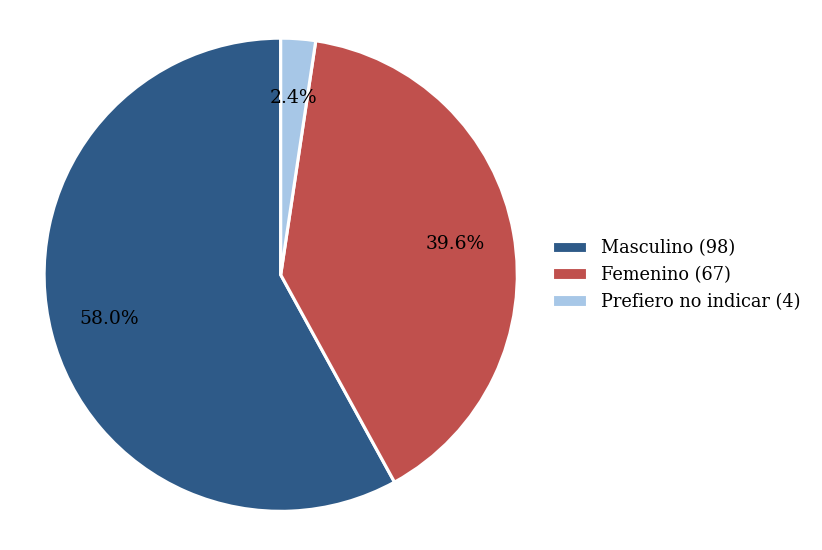 2.4%
39.6%
58.0%
Masculino (98)
Femenino (67)
Prefiero no indicar (4)